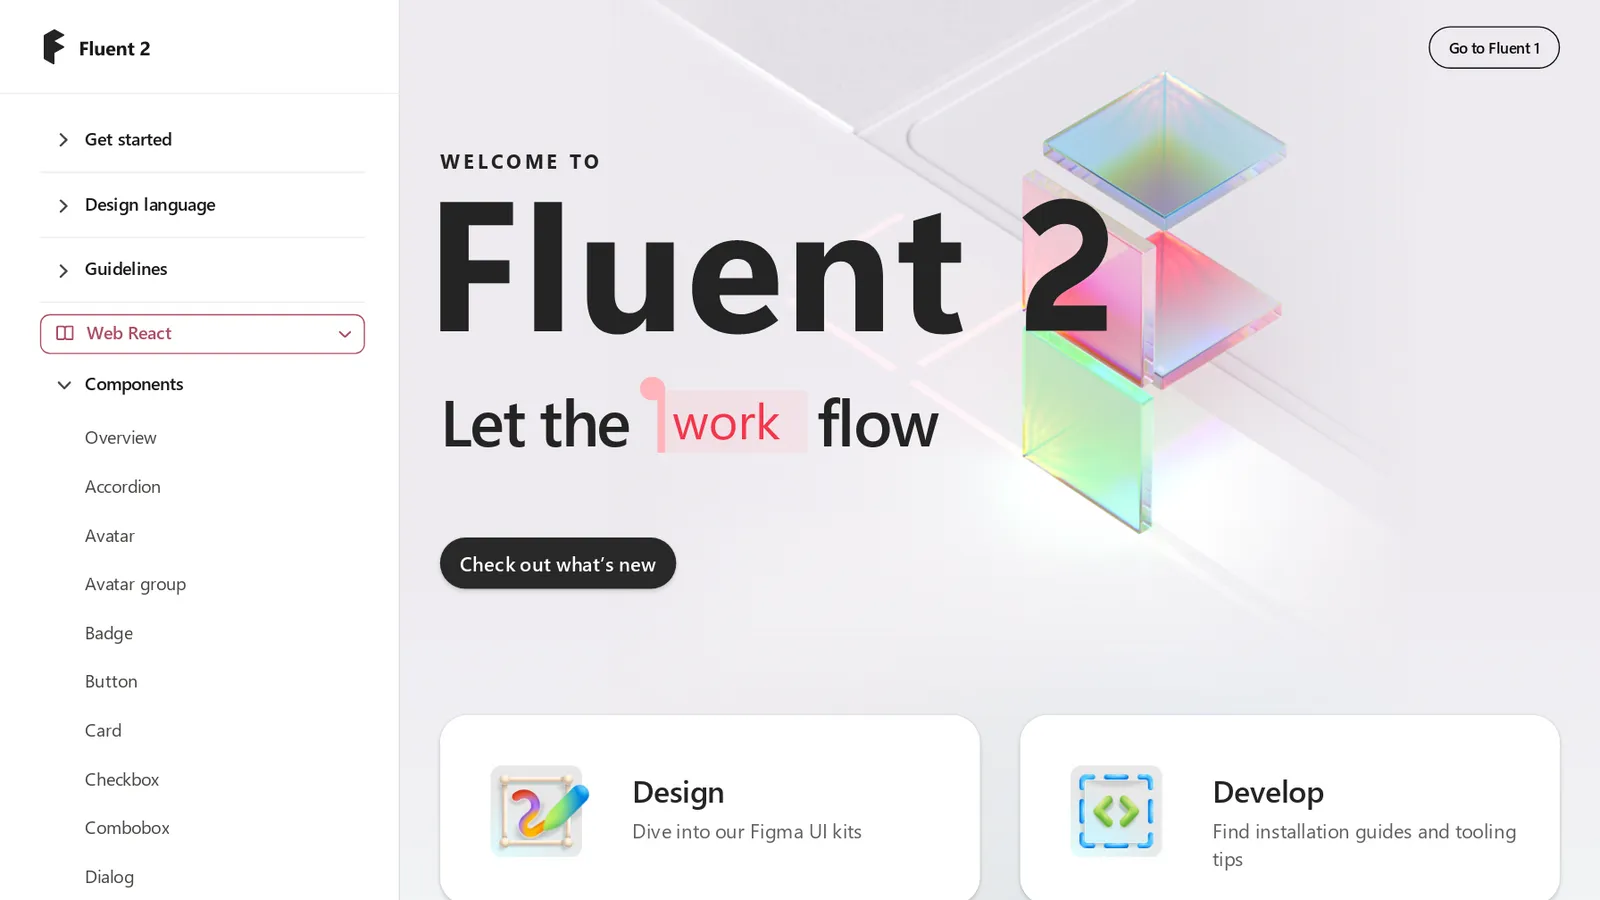 Fluent 2
Get started
Design language
Guidelines
Web React
Components
Overview
Accordion
Avatar
Avatar group
Badge
Button
Card
Checkbox
Combobox
Dialog
Go to Fluent 1
WELCOME TO
Fluent 2
Let the work flow
Check out what’s new
Design
Dive into our Figma UI kits
Develop
Find installation guides and tooling
tips